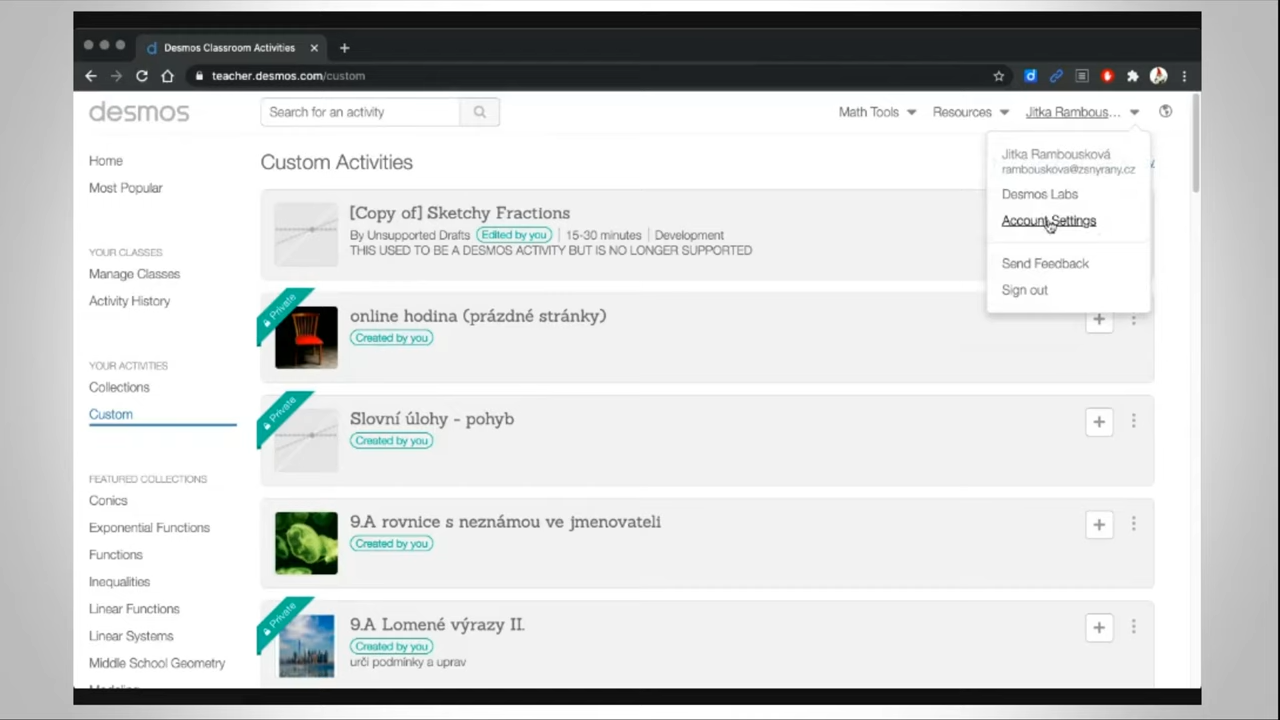 Desmos Classroom Activities
teacher.desmos.com/custom
desmos
Search for an activity
Math Tools
Resources
Jitka Rambous...
Jitka Rambousková
rambouskova@zsnyrany.cz
Desmos Labs
Account Settings
Send Feedback
Sign out
Home
Most Popular
YOUR CLASSES
Manage Classes
Activity History
YOUR ACTIVITIES
Collections
Custom
FEATURED COLLECTIONS
Conics
Exponential Functions
Functions
Inequalities
Linear Functions
Linear Systems
Middle School Geometry
Custom Activities
[Copy of] Sketchy Fractions
By Unsupported Drafts Edited by you 15-30 minutes Development
THIS USED TO BE A DESMOS ACTIVITY BUT IS NO LONGER SUPPORTED
Private
online hodina (prázdné stránky)
Created by you
Private
Slovní úlohy - pohyb
Created by you
9.A rovnice s neznámou ve jmenovateli
Created by you
Private
9.A Lomené výrazy II.
Created by you
urči podmínky a uprav